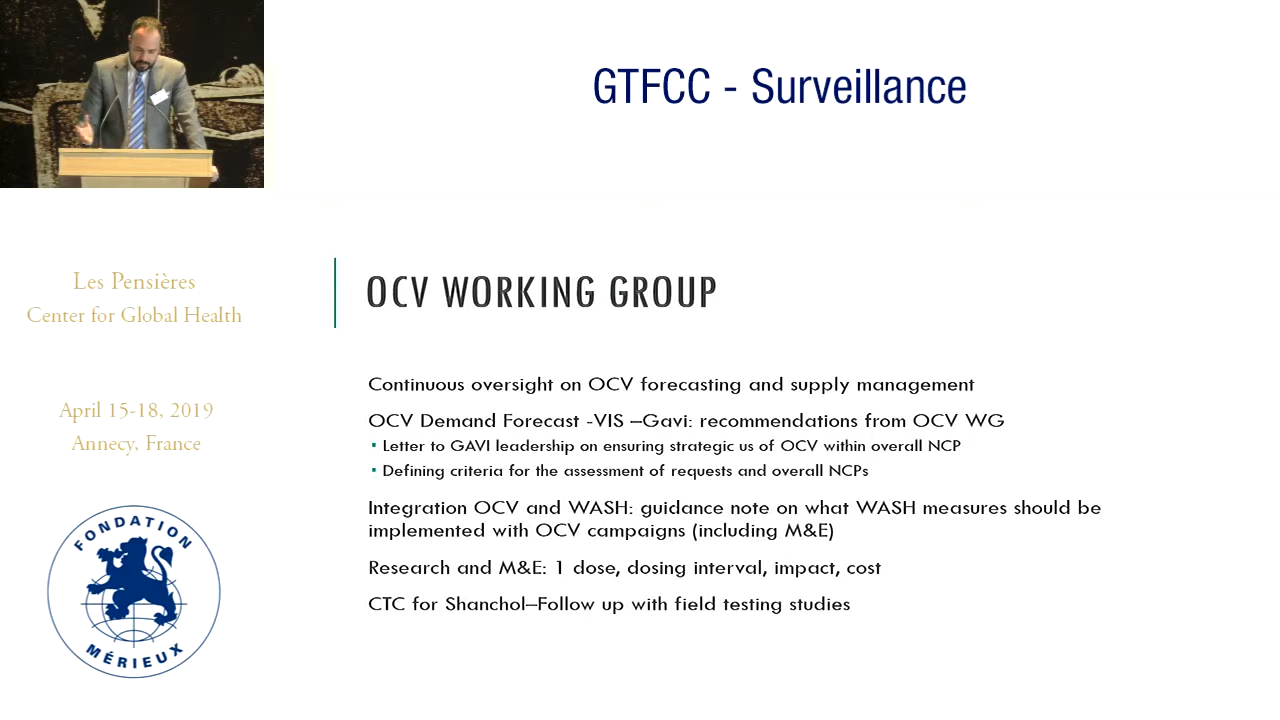 GTFCC - Surveillance
Les Pensières
Center for Global Health
April 15-18, 2019
Annecy, France
FONDATION
MÉRIEUX
OCV WORKING GROUP
Continuous oversight on OCV forecasting and supply management
OCV Demand Forecast -VIS –Gavi: recommendations from OCV WG
▪ Letter to GAVI leadership on ensuring strategic us of OCV within overall NCP
▪ Defining criteria for the assessment of requests and overall NCPs
Integration OCV and WASH: guidance note on what WASH measures should be
implemented with OCV campaigns (including M&E)
Research and M&E: 1 dose, dosing interval, impact, cost
CTC for Shanchol–Follow up with field testing studies